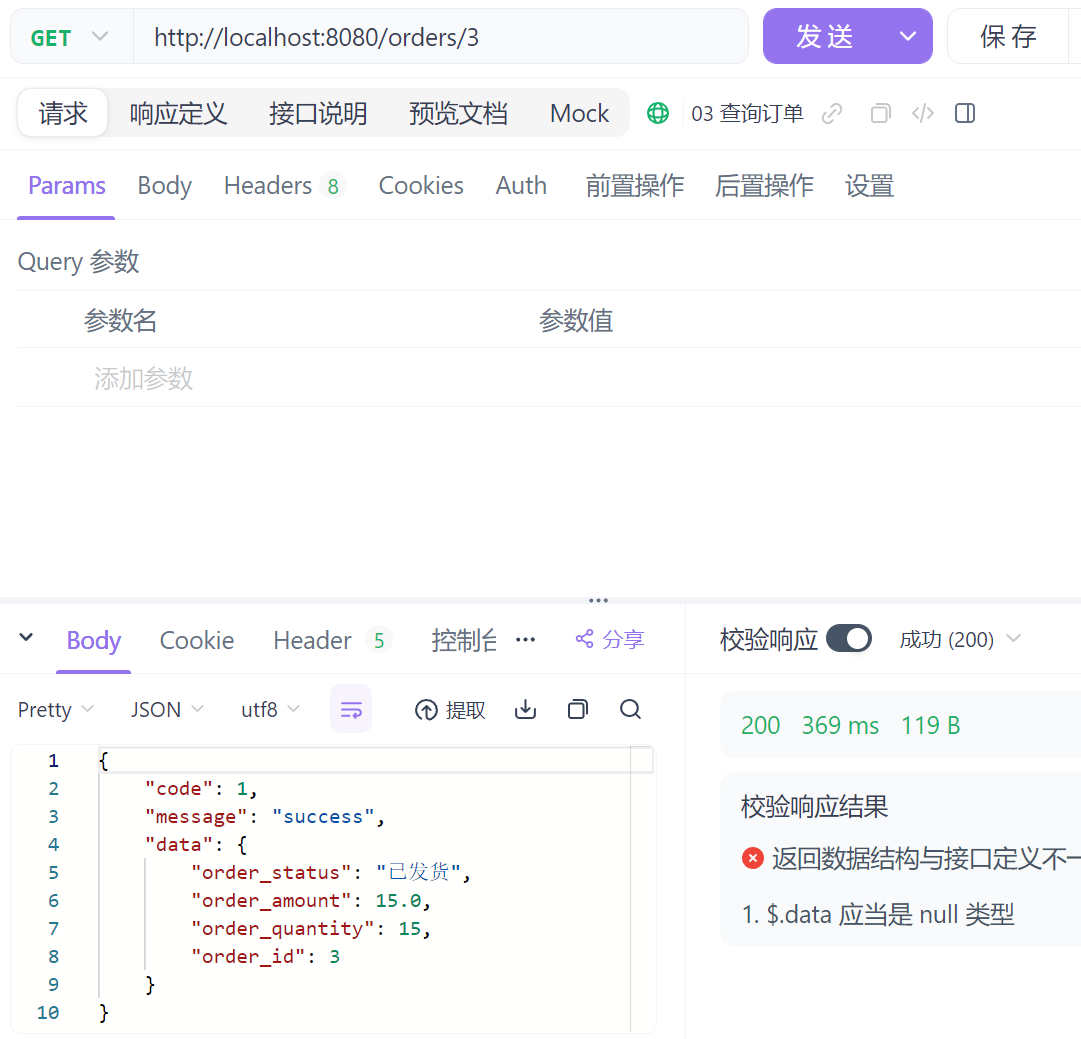 GET http://localhost:8080/orders/3 发送 保存
请求 响应定义 接口说明 预览文档 Mock 03 查询订单
Params Body Headers 8 Cookies Auth 前置操作 后置操作 设置
Query 参数
参数名 参数值
添加参数
Body Cookie Header 5 控制台 ··· 分享
校验响应 成功 (200)
Pretty JSON utf8 提取
200 369 ms 119 B
校验响应结果
返回数据结构与接口定义不一
1. $.data 应当是 null 类型
1 {
2 "code": 1,
3 "message": "success",
4 "data": {
5 "order_status": "已发货",
6 "order_amount": 15.0,
7 "order_quantity": 15,
8 "order_id": 3
9 }
10 }